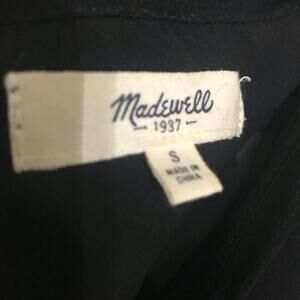 Madewell
— 1937 —
S
MADE IN
CHINA